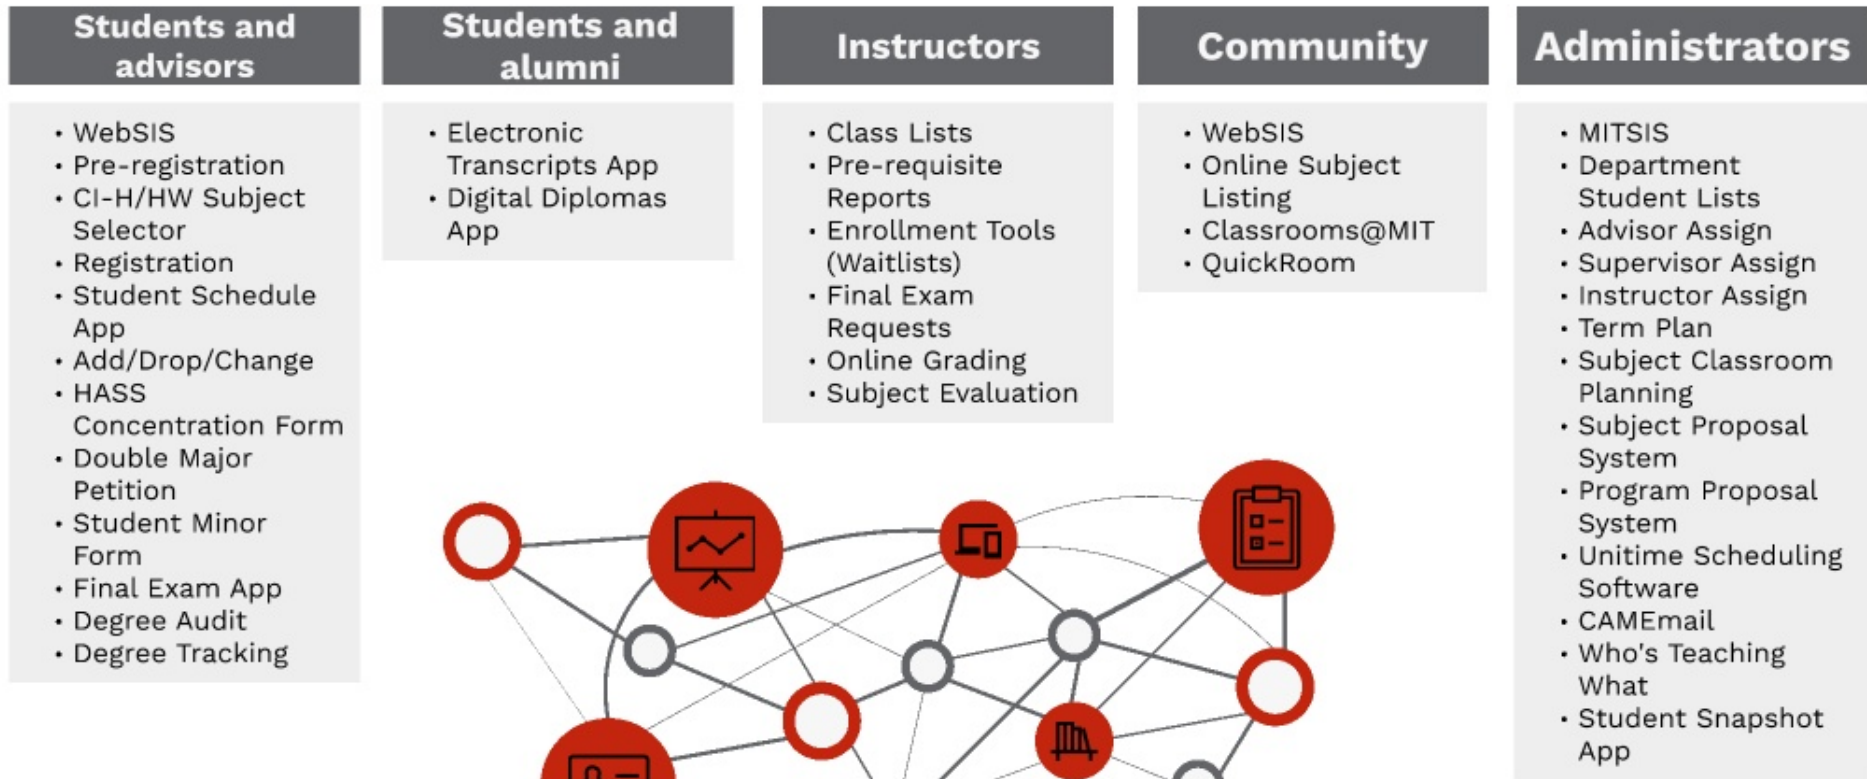 Students and
advisors
• WebSIS
• Pre-registration
• CI-H/HW Subject
Selector
• Registration
• Student Schedule
App
• Add/Drop/Change
• HASS
Concentration Form
• Double Major
Petition
• Student Minor
Form
• Final Exam App
• Degree Audit
• Degree Tracking
Students and
alumni
• Electronic
Transcripts App
• Digital Diplomas
App
Instructors
• Class Lists
• Pre-requisite
Reports
• Enrollment Tools
(Waitlists)
• Final Exam
Requests
• Online Grading
• Subject Evaluation
Community
• WebSIS
• Online Subject
Listing
• Classrooms@MIT
• QuickRoom
Administrators
• MITSIS
• Department
Student Lists
• Advisor Assign
• Supervisor Assign
• Instructor Assign
• Term Plan
• Subject Classroom
Planning
• Subject Proposal
System
• Program Proposal
System
• Unitime Scheduling
Software
• CAMEmail
• Who's Teaching
What
• Student Snapshot
App